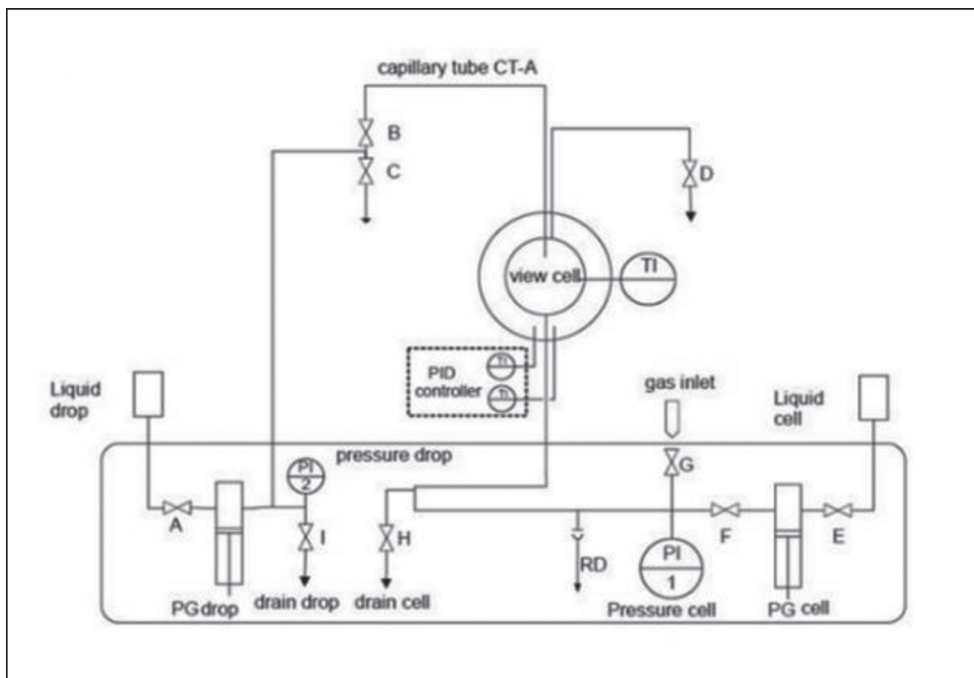 capillary tube CT-A
B
C
D
view cell
TI
PID
controller
TI
TI
gas inlet
Liquid
drop
Liquid
cell
pressure drop
PI
2
G
A
I
H
F
E
RD
PI
1
PG drop
drain drop
drain cell
Pressure cell
PG cell